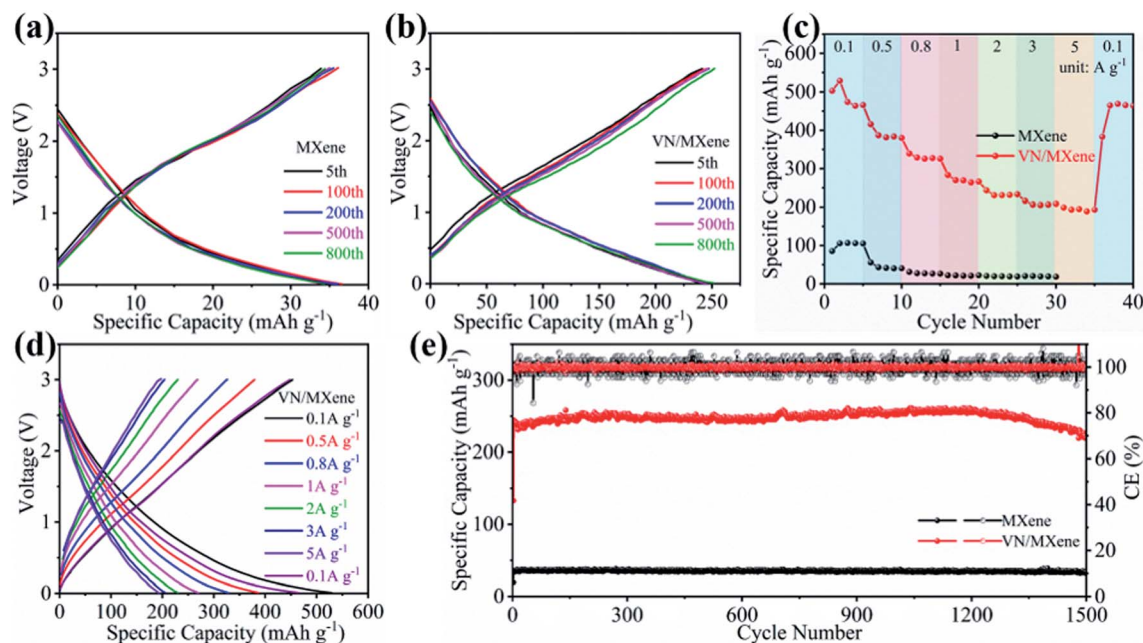 (a)
Voltage (V)
3
2
1
0
MXene
5th
100th
200th
500th
800th
0 10 20 30 40
Specific Capacity (mAh g-1)
(b)
Voltage (V)
3
2
1
0
VN/MXene
5th
100th
200th
500th
800th
0 50 100 150 200 250
Specific Capacity (mAh g-1)
(c)
Specific Capacity (mAh g-1)
600
500
400
300
200
100
0
0.1 0.5 0.8 1 2 3 5 0.1
unit: A g-1
MXene
VN/MXene
0 10 20 30 40
Cycle Number
(d)
Voltage (V)
4
3
2
1
0
VN/MXene
0.1A g-1
0.5A g-1
0.8A g-1
1A g-1
2A g-1
3A g-1
5A g-1
0.1A g-1
0 100 200 300 400 500 600
Specific Capacity (mAh g-1)
(e)
Specific Capacity (mAh g-1)
300
200
100
0
MXene
VN/MXene
100
80
60
40
20
10
0
CE (%)
0 300 600 900 1200 1500
Cycle Number